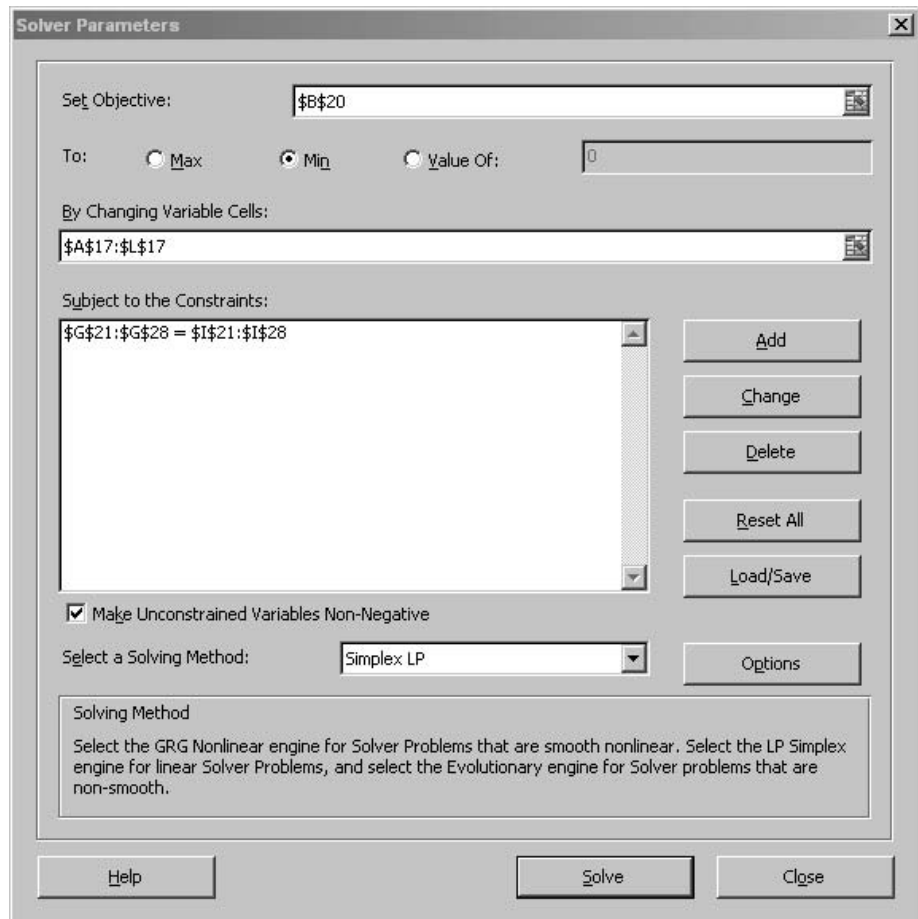 Solver Parameters
Set Objective: $B$20
To: Max Min Value Of: 0
By Changing Variable Cells:
$A$17:$L$17
Subject to the Constraints:
$G$21:$G$28 = $I$21:$I$28
Add
Change
Delete
Reset All
Load/Save
Make Unconstrained Variables Non-Negative
Select a Solving Method: Simplex LP Options
Solving Method
Select the GRG Nonlinear engine for Solver Problems that are smooth nonlinear. Select the LP Simplex
engine for linear Solver Problems, and select the Evolutionary engine for Solver problems that are
non-smooth.
Help Solve Close